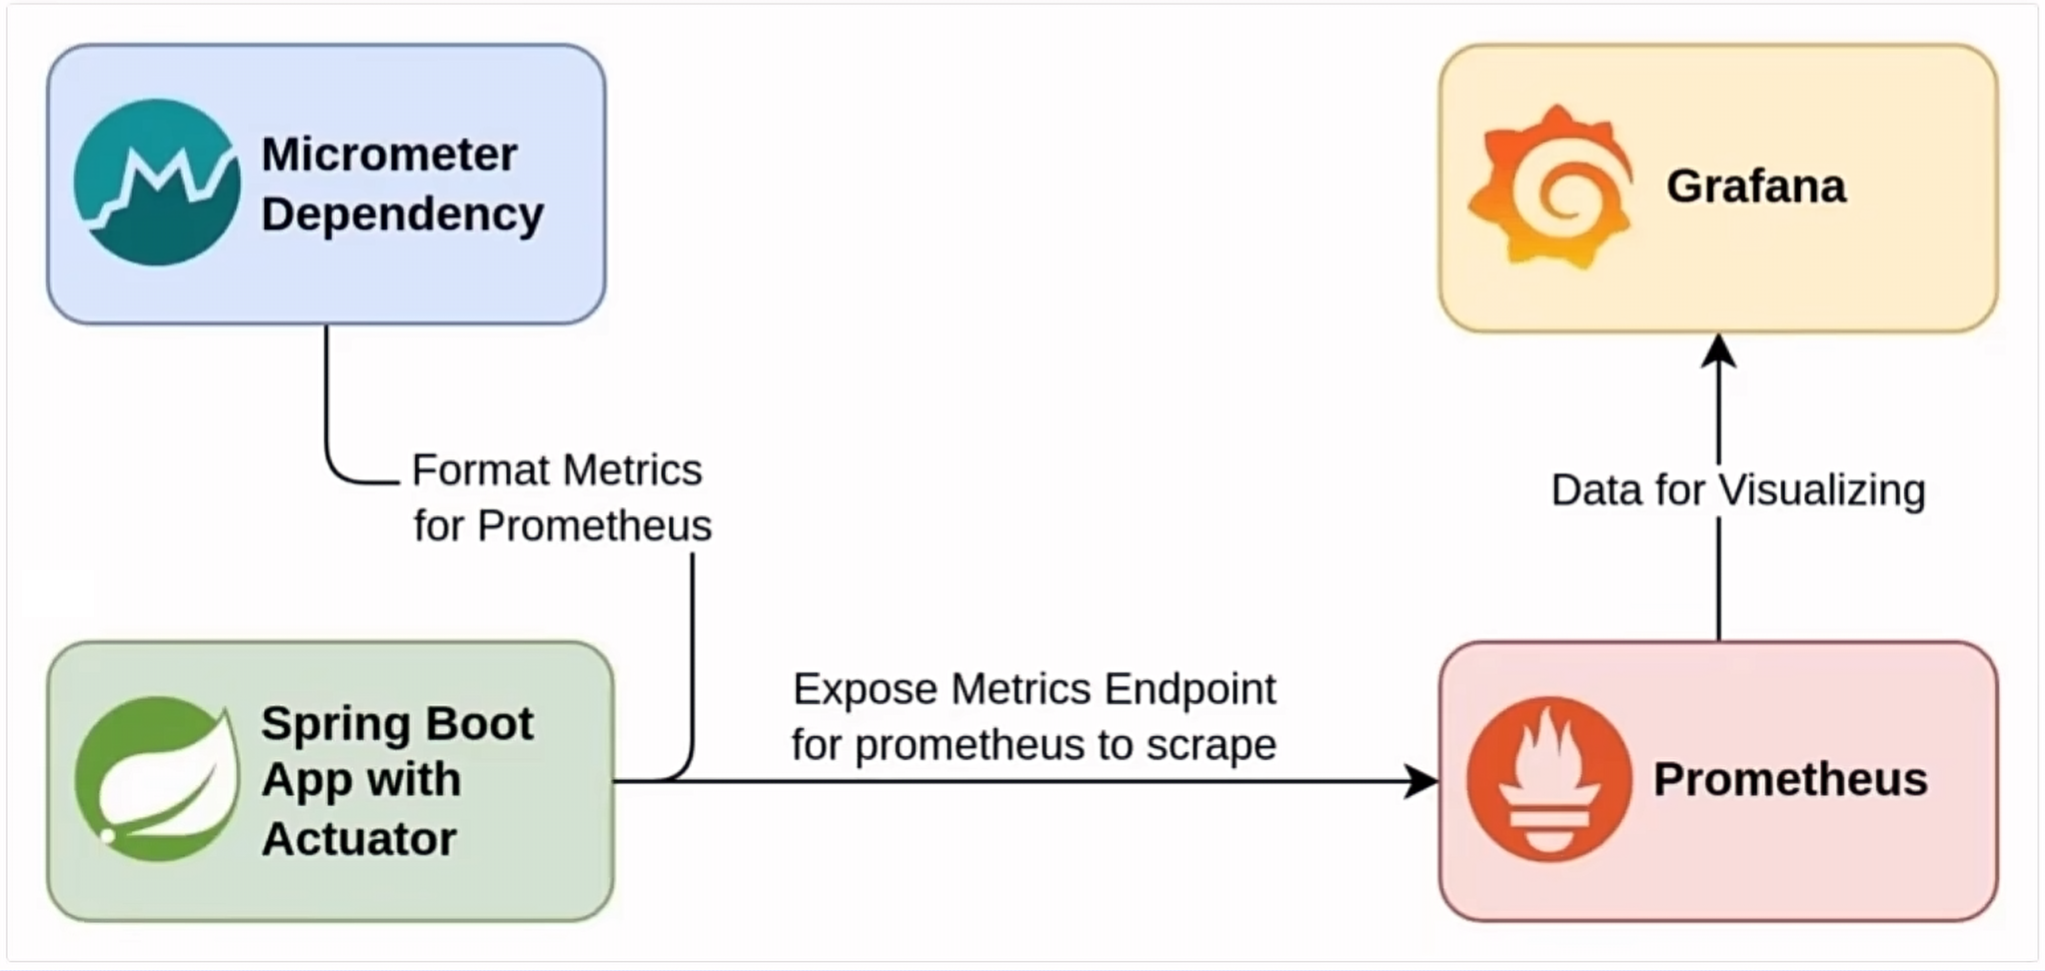 Micrometer
Dependency
Grafana
Format Metrics
for Prometheus
Data for Visualizing
Expose Metrics Endpoint
for prometheus to scrape
Spring Boot
App with
Actuator
Prometheus